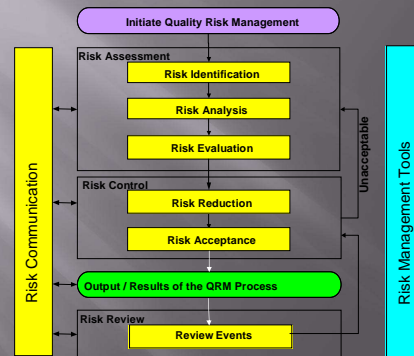 Initiate Quality Risk Management
Risk Assessment
Risk Identification
Risk Analysis
Risk Evaluation
Unacceptable
Risk Control
Risk Reduction
Risk Acceptance
Output / Results of the QRM Process
Risk Review
Review Events
Risk Communication
Risk Management Tools